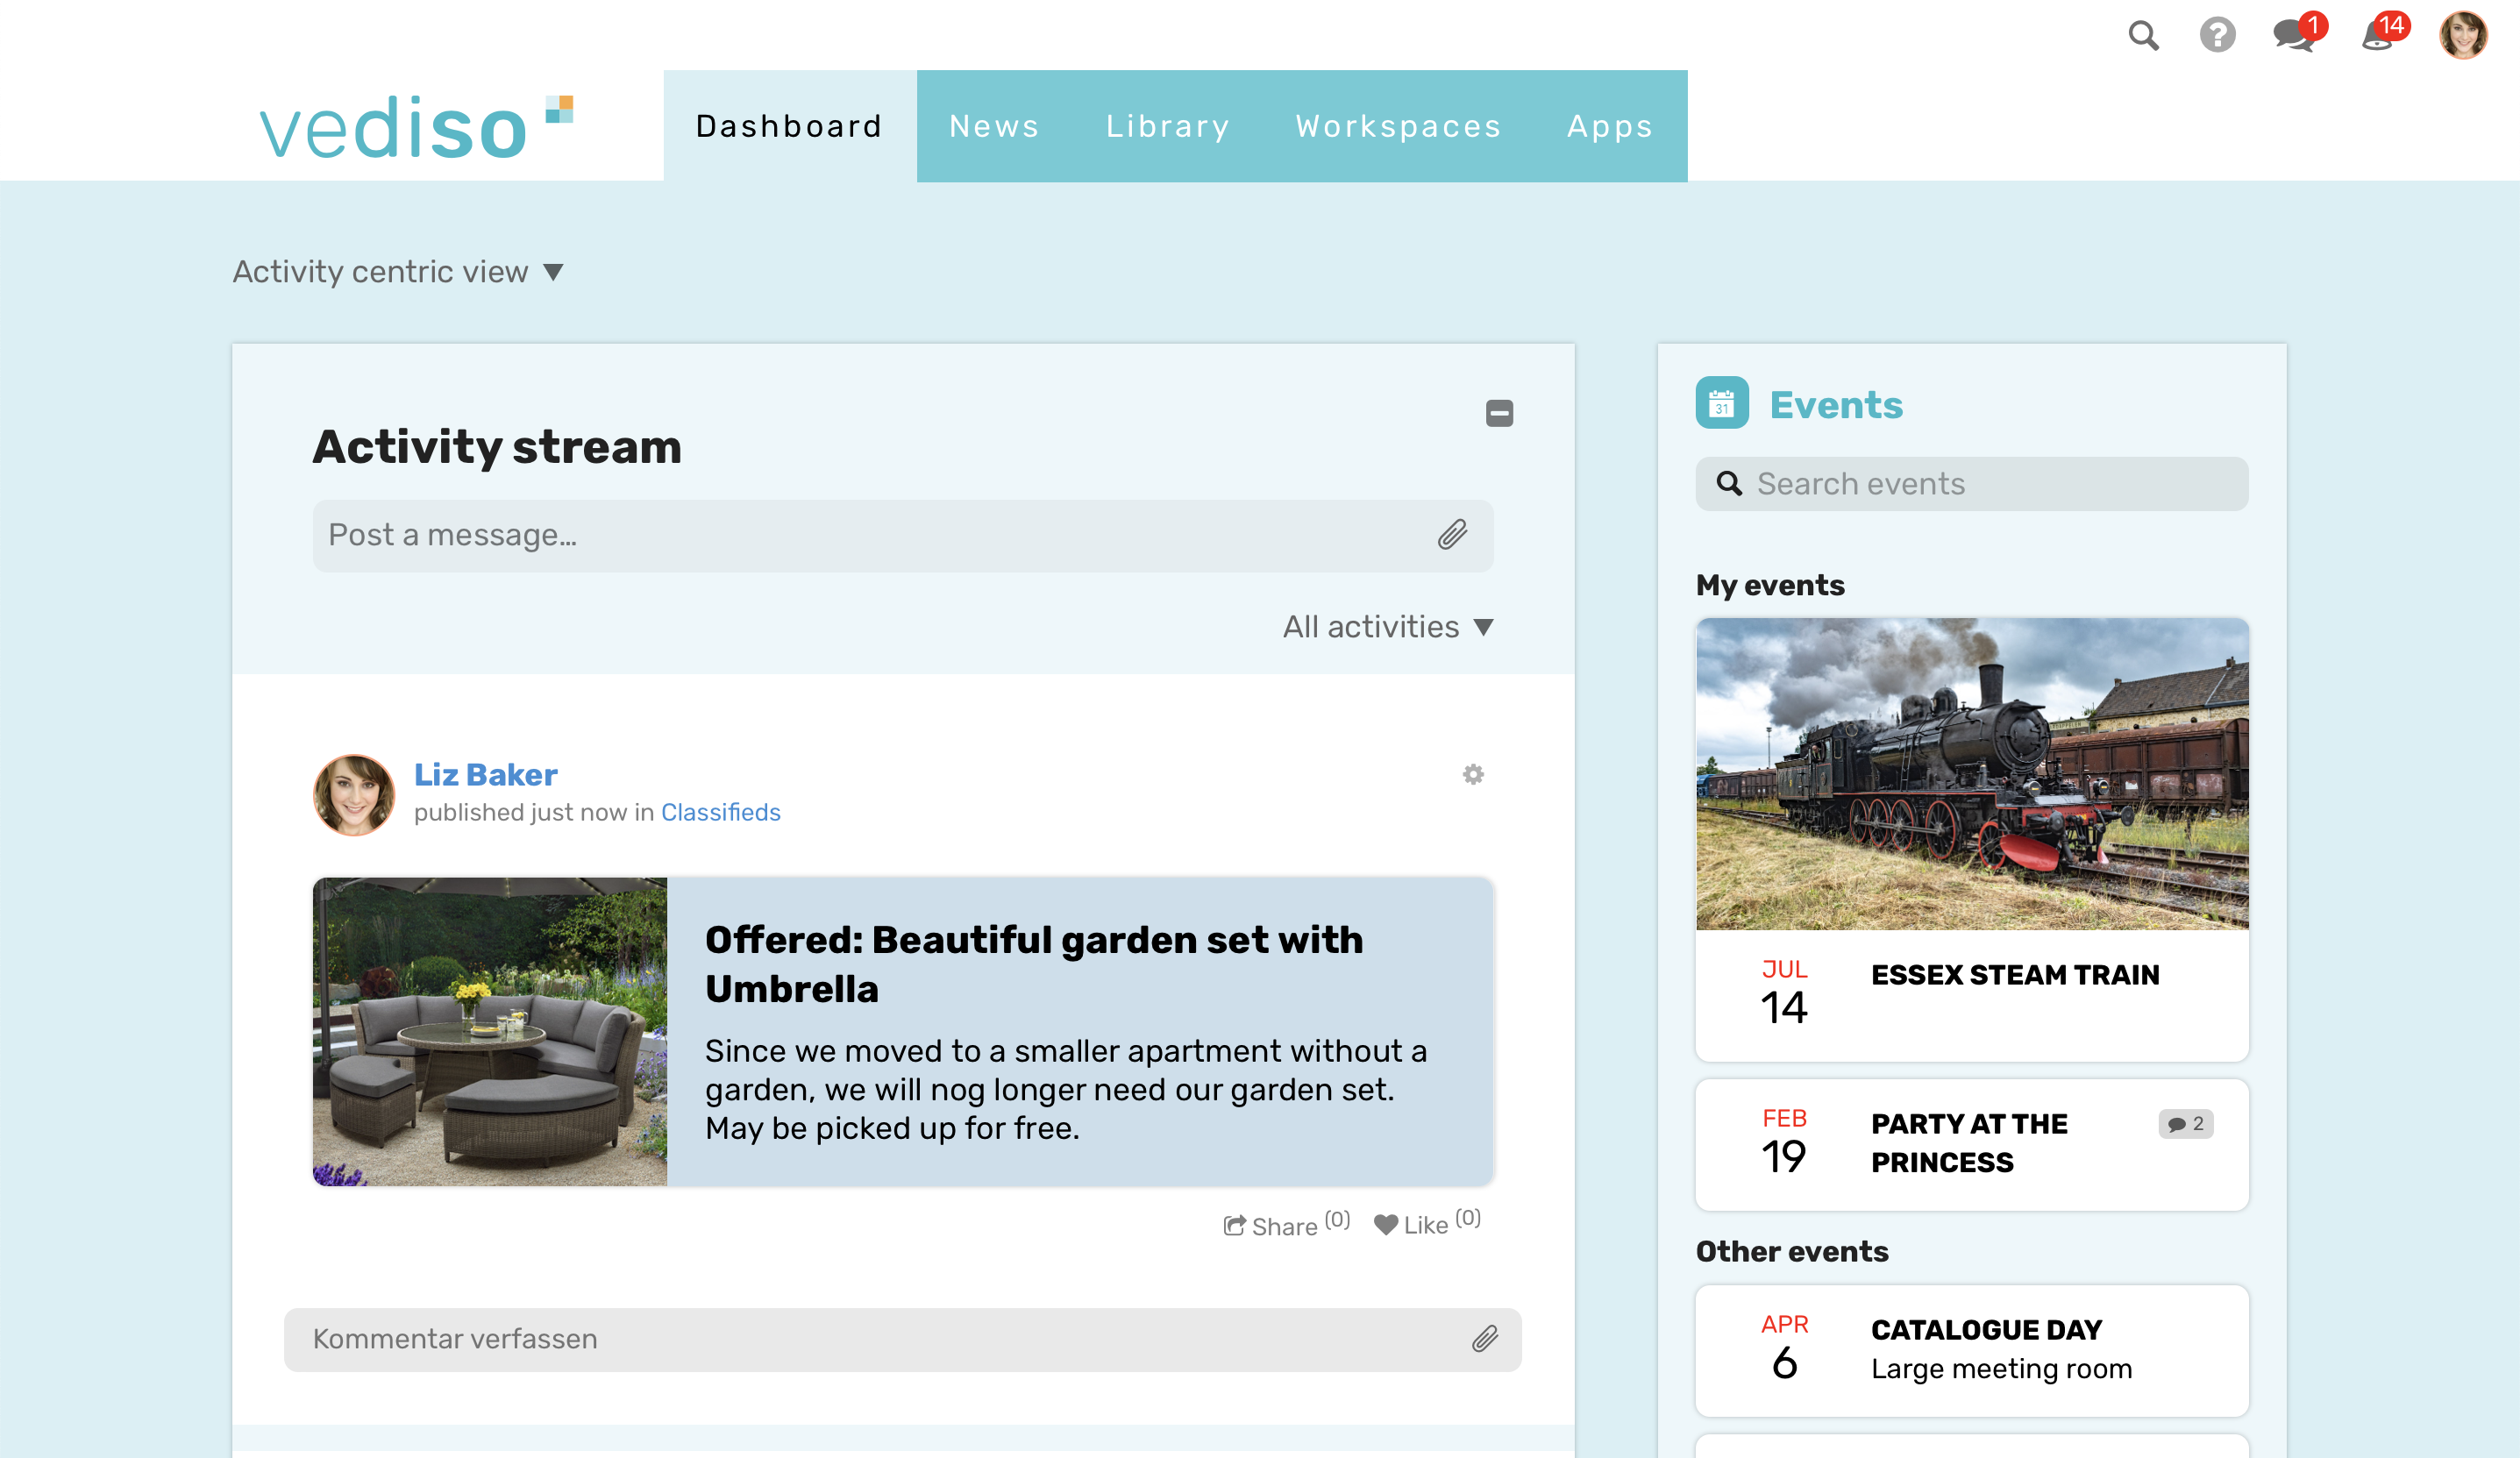 1
14
vediso
Dashboard
News
Library
Workspaces
Apps
Activity centric view
Activity stream
Post a message...
All activities
Liz Baker
published just now in Classifieds
Offered: Beautiful garden set with
Umbrella
Since we moved to a smaller apartment without a
garden, we will nog longer need our garden set.
May be picked up for free.
Share (0)
Like (0)
Kommentar verfassen
31
Events
Search events
My events
JUL
14
ESSEX STEAM TRAIN
FEB
19
PARTY AT THE
PRINCESS
2
Other events
APR
6
CATALOGUE DAY
Large meeting room